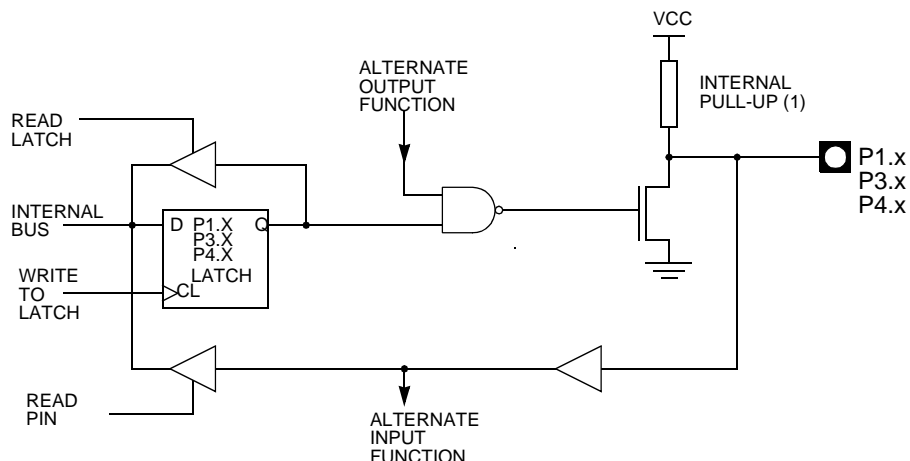 VCC
ALTERNATE
OUTPUT
FUNCTION
INTERNAL
PULL-UP (1)
READ
LATCH
P1.x
P3.x
P4.x
INTERNAL
BUS
D P1.X Q
P3.X
P4.X
LATCH
CL
WRITE
TO
LATCH
READ
PIN
ALTERNATE
INPUT
FUNCTION